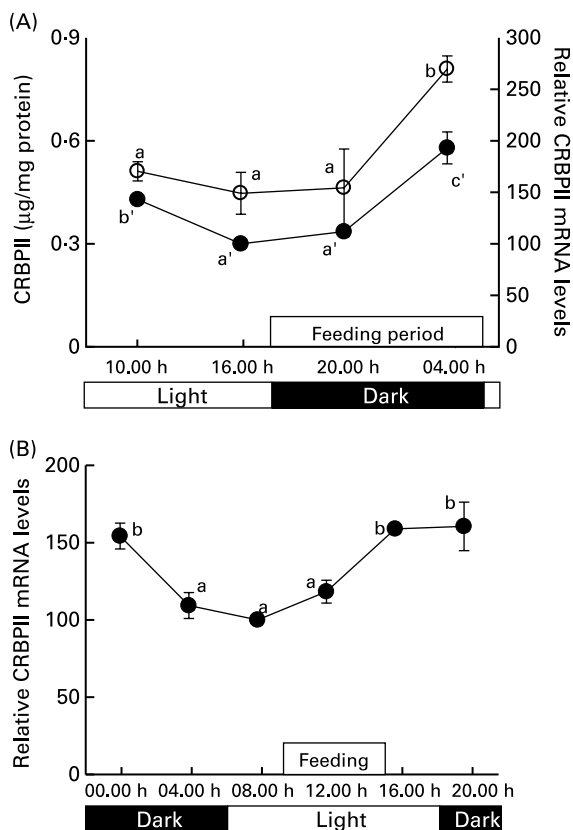 (A)
0·9
0·6
0·3
0
CRBPII (µg/mg protein)
300
250
200
150
100
50
0
Relative CRBPII
mRNA levels
a
a
a
b
b'
a'
a'
c'
Feeding period
10.00 h 16.00 h 20.00 h 04.00 h
Light Dark
(B)
200
150
100
50
0
Relative CRBPII mRNA levels
b
a
a
a
b
b
Feeding
00.00 h 04.00 h 08.00 h 12.00 h 16.00 h 20.00 h
Dark Light Dark